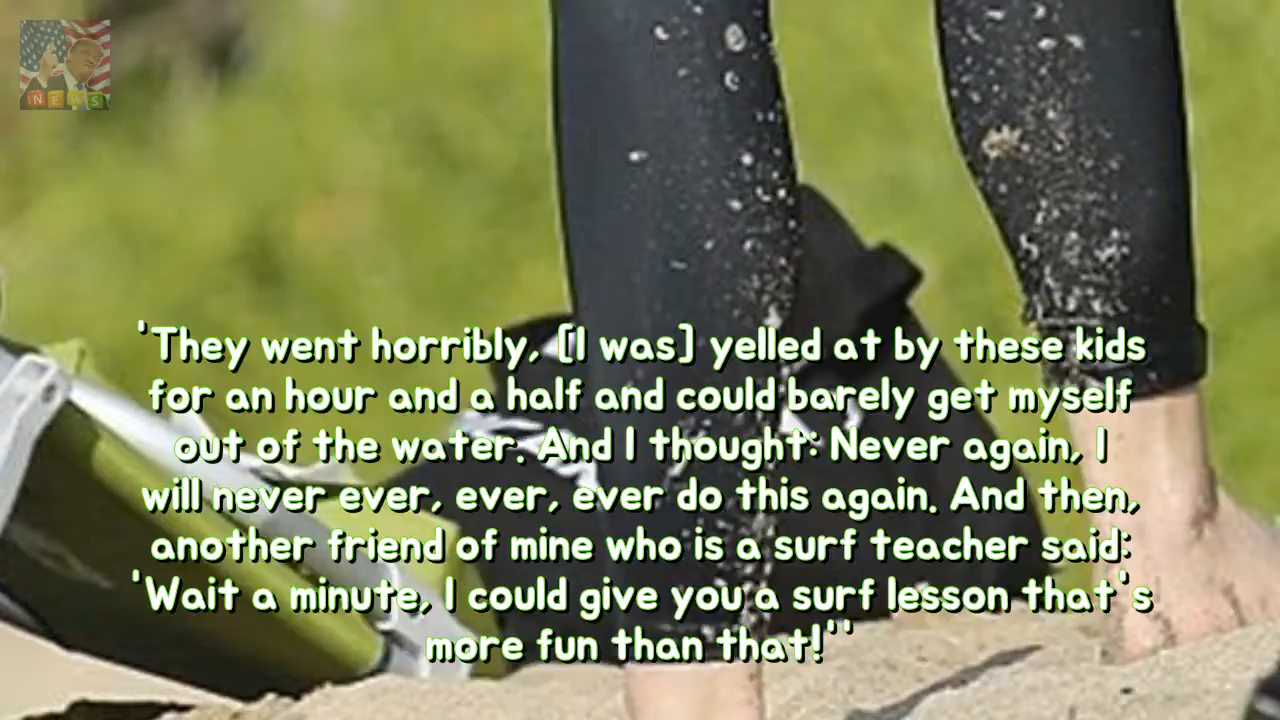 NEWS
'They went horribly, [I was] yelled at by these kids
for an hour and a half and could barely get myself
out of the water. And I thought: Never again, I
will never ever, ever, ever do this again. And then,
another friend of mine who is a surf teacher said:
'Wait a minute, I could give you a surf lesson that's
more fun than that!''